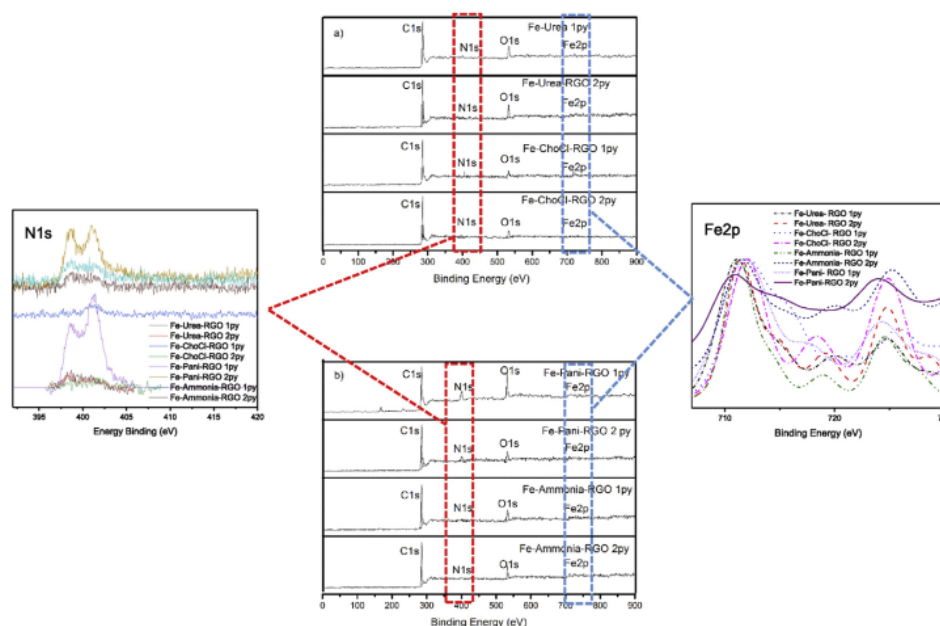 a)
C1s
N1s
O1s
Fe-Urea 1py
Fe2p
C1s
N1s
O1s
Fe-Urea-RGO 2py
Fe2p
C1s
N1s
O1s
Fe-ChoCl-RGO 1py
Fe2p
C1s
N1s
O1s
Fe-ChoCl-RGO 2py
Fe2p
0 100 200 300 400 500 600 700 800 900
Binding Energy (eV)
N1s
Fe-Urea-RGO 1py
Fe-Urea-RGO 2py
Fe-ChoCl-RGO 1py
Fe-ChoCl-RGO 2py
Fe-Pani-RGO 1py
Fe-Pani-RGO 2py
Fe-Ammonia-RGO 1py
Fe-Ammonia-RGO 2py
395 400 405 410 415 420
Energy Binding (eV)
Fe2p
Fe-Urea- RGO 1py
Fe-Urea- RGO 2py
Fe-ChoCl- RGO 1py
Fe-ChoCl- RGO 2py
Fe-Ammonia- RGO 1py
Fe-Ammonia- RGO 2py
Fe-Pani- RGO 1py
Fe-Pani- RGO 2py
710 720 7
Binding Energy (eV)
b)
C1s
N1s
O1s
Fe-Pani-RGO 1py
Fe2p
C1s
N1s
O1s
Fe-Pani-RGO 2 py
Fe2p
C1s
N1s
O1s
Fe-Ammonia-RGO 1py
Fe2p
C1s
N1s
O1s
Fe-Ammonia-RGO 2py
Fe2p
0 100 200 300 400 500 600 700 800 900
Binding Energy (eV)